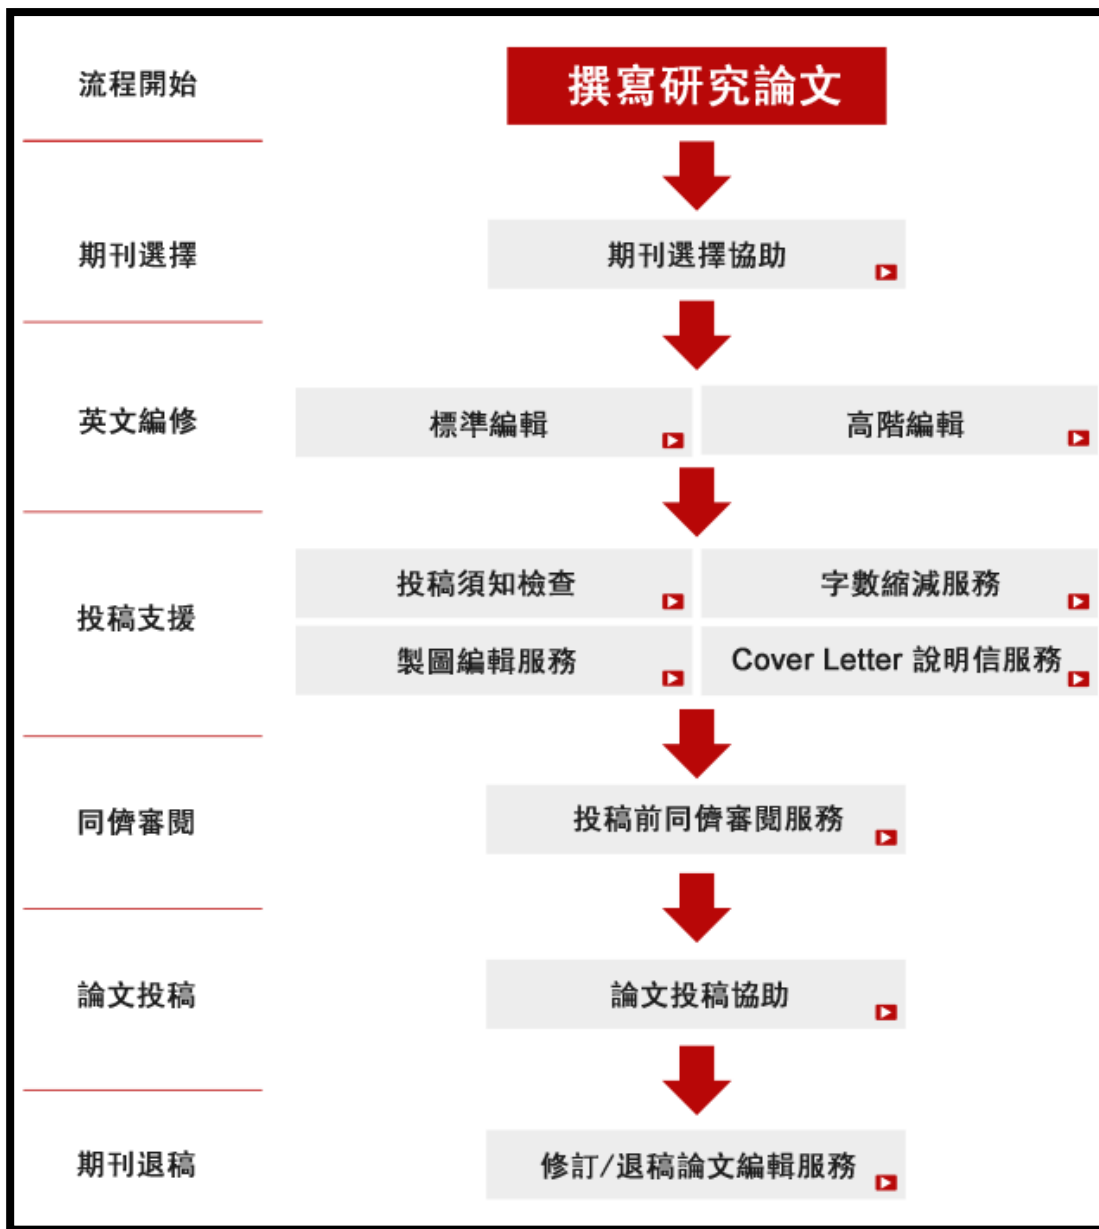 流程開始
撰寫研究論文
期刊選擇
期刊選擇協助
英文編修
標準編輯
高階編輯
投稿支援
投稿須知檢查
字數縮減服務
製圖編輯服務
Cover Letter 說明信服務
同儕審閱
投稿前同儕審閱服務
論文投稿
論文投稿協助
期刊退稿
修訂/退稿論文編輯服務